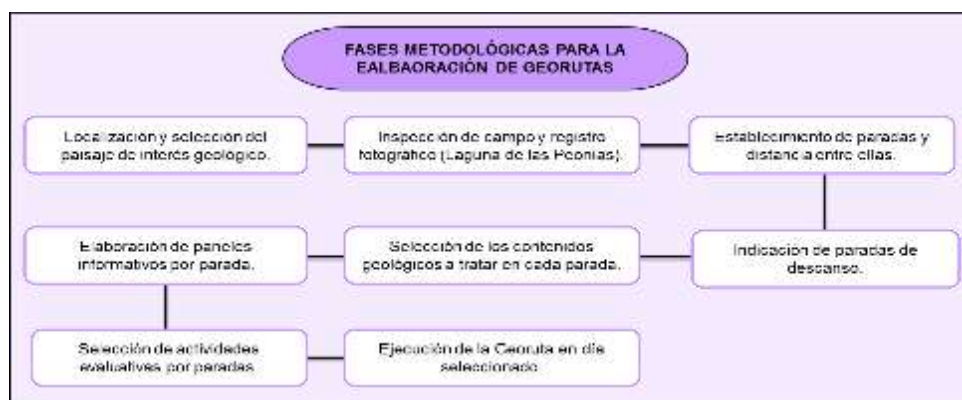 FASES METODOLÓGICAS PARA LA
EALBAORACIÓN DE GEORUTAS
Localización y selección del
paisaje de interés geológico.
Inspección de campo y registro
fotográfico (Laguna de las Peonías).
Establecimiento de paradas y
distancia entre ellas.
Indicación de paradas de
descanso.
Selección de los contenidos
geológicos a tratar en cada parada.
Elaboración de paneles
informativos por parada.
Selección de actividades
evaluativas por paradas
Ejecución de la Georuta en día
seleccionado